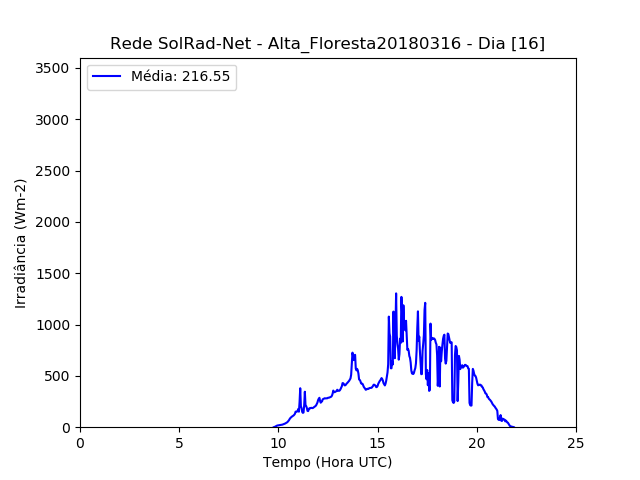 Rede SolRad-Net - Alta_Floresta20180316 - Dia [16]
Média: 216.55
3500
3000
2500
2000
1500
1000
500
0
Irradiância (Wm-2)
0 5 10 15 20 25
Tempo (Hora UTC)